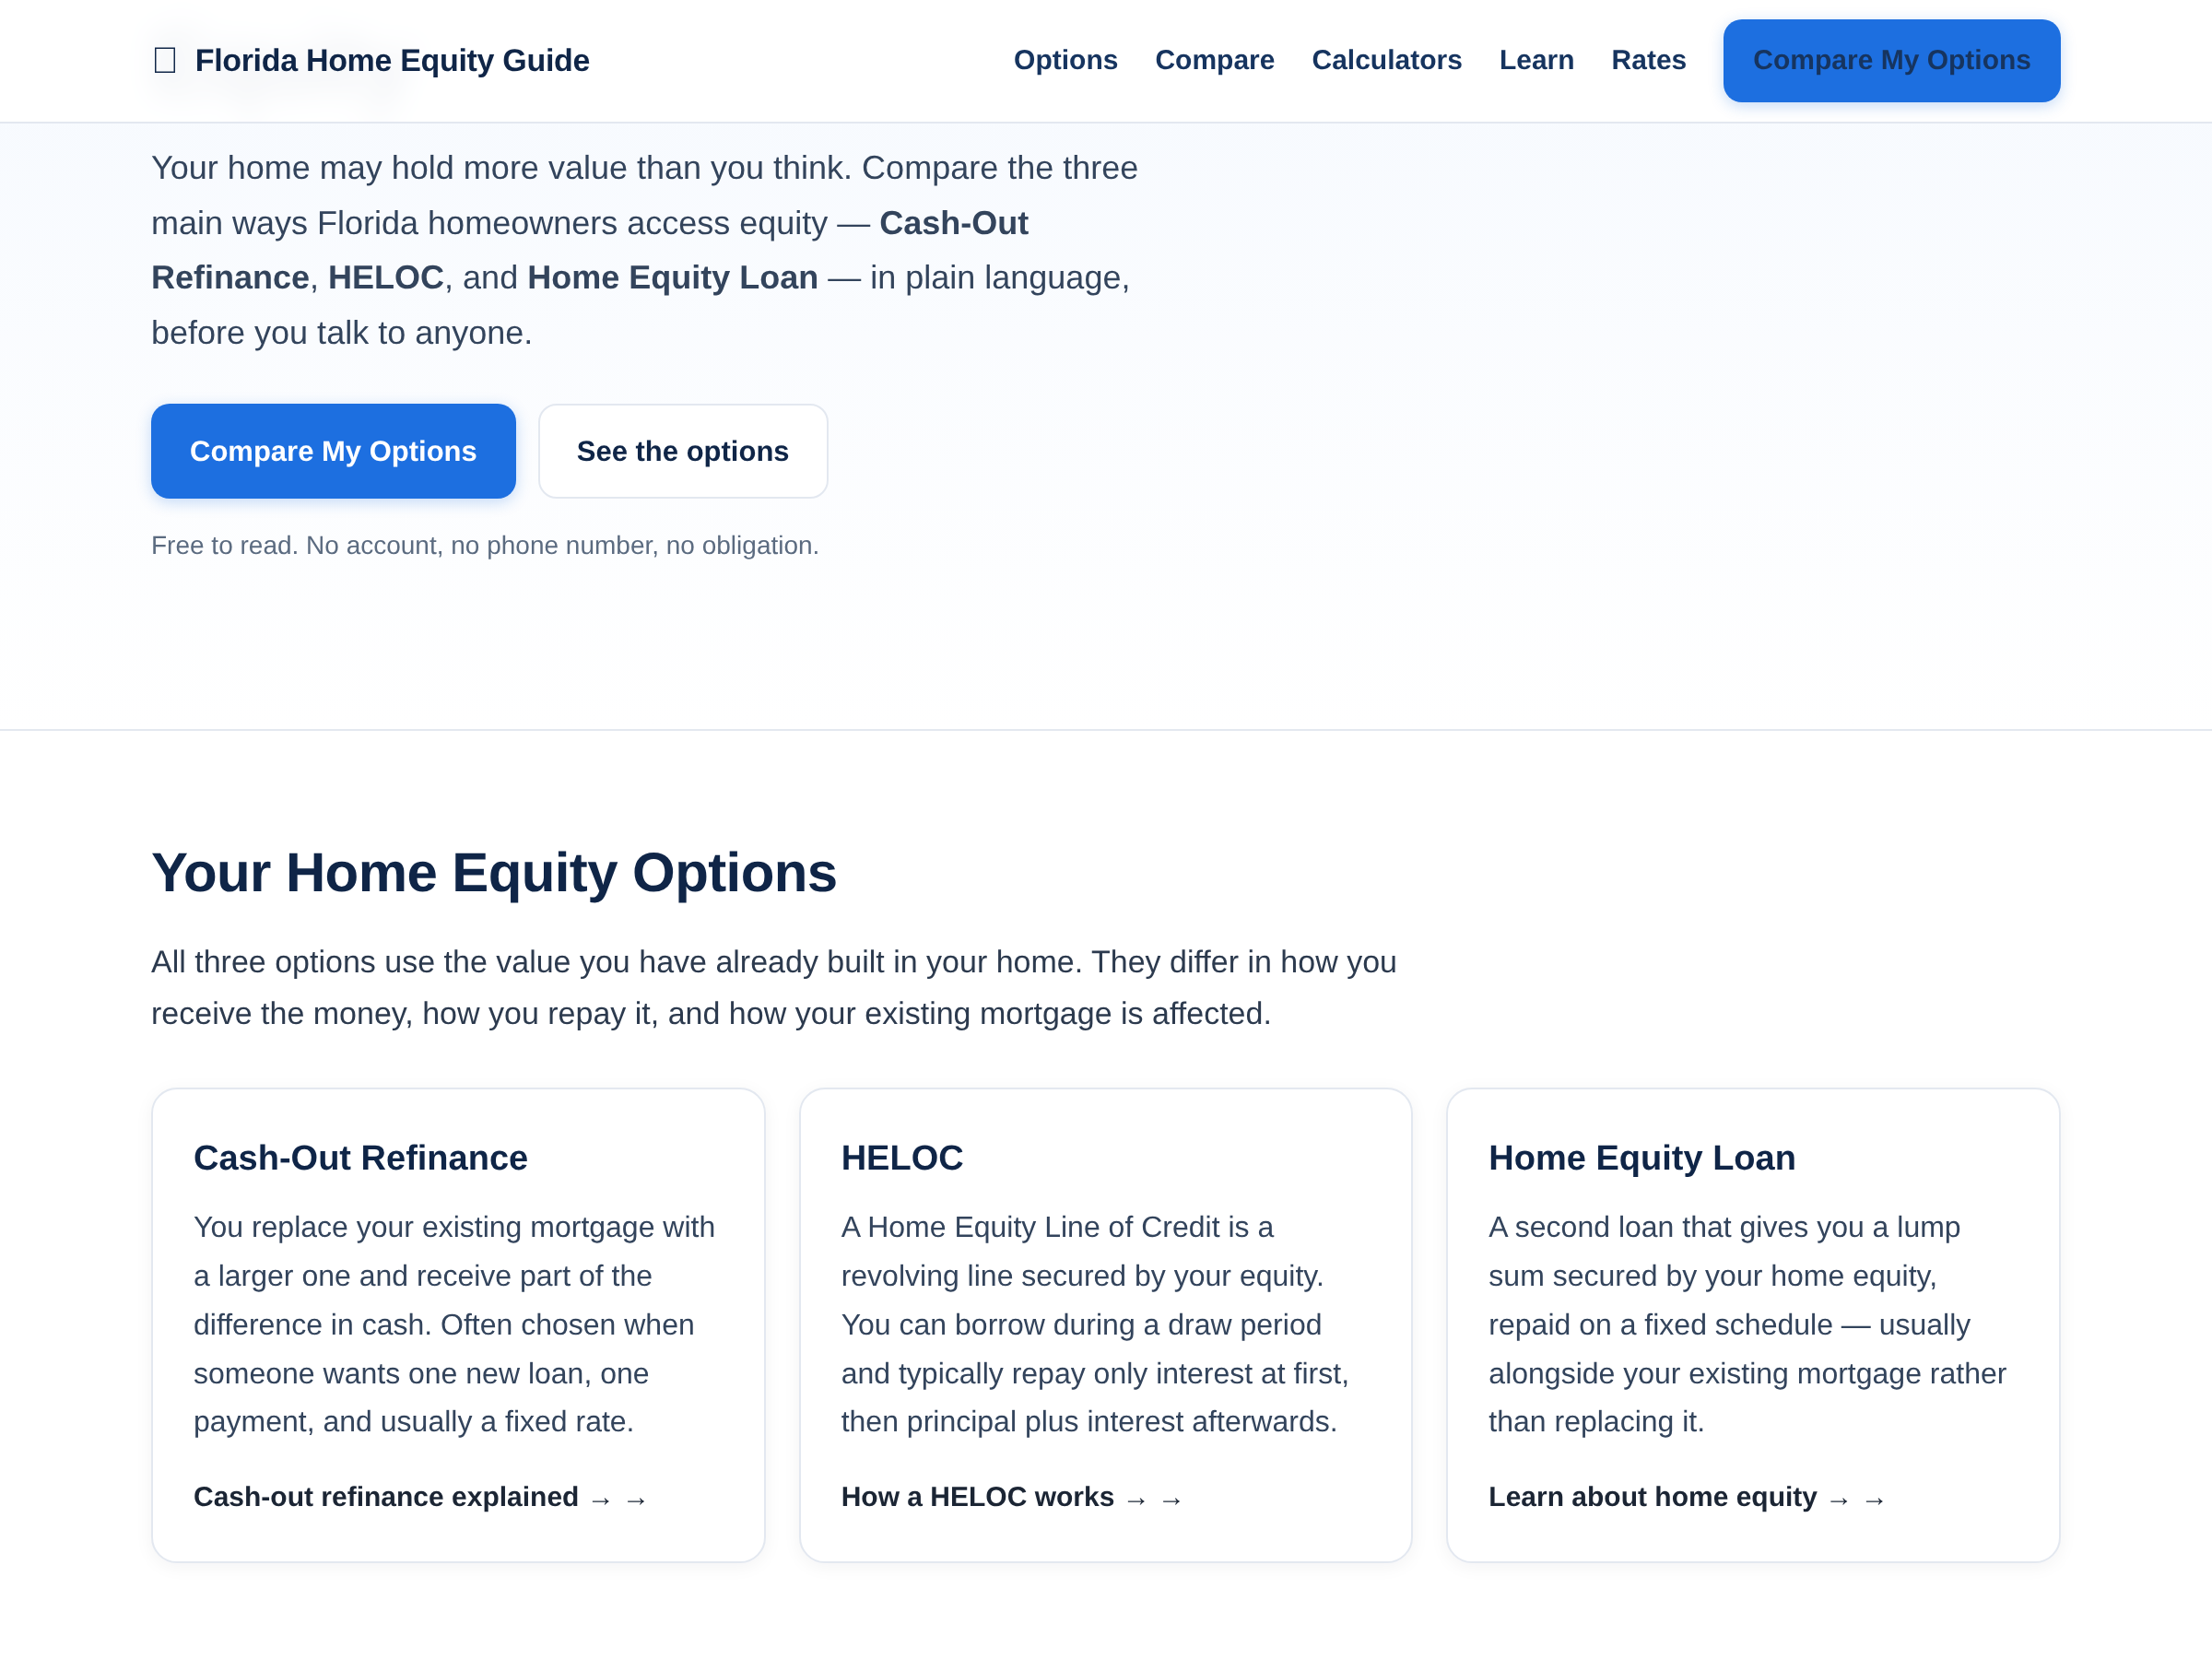 Florida Home Equity Guide
Options Compare Calculators Learn Rates Compare My Options
Your home may hold more value than you think. Compare the three
main ways Florida homeowners access equity — Cash-Out
Refinance, HELOC, and Home Equity Loan — in plain language,
before you talk to anyone.
Compare My Options
See the options
Free to read. No account, no phone number, no obligation.
Your Home Equity Options
All three options use the value you have already built in your home. They differ in how you
receive the money, how you repay it, and how your existing mortgage is affected.
Cash-Out Refinance
You replace your existing mortgage with
a larger one and receive part of the
difference in cash. Often chosen when
someone wants one new loan, one
payment, and usually a fixed rate.
Cash-out refinance explained → →
HELOC
A Home Equity Line of Credit is a
revolving line secured by your equity.
You can borrow during a draw period
and typically repay only interest at first,
then principal plus interest afterwards.
How a HELOC works → →
Home Equity Loan
A second loan that gives you a lump
sum secured by your home equity,
repaid on a fixed schedule — usually
alongside your existing mortgage rather
than replacing it.
Learn about home equity → →